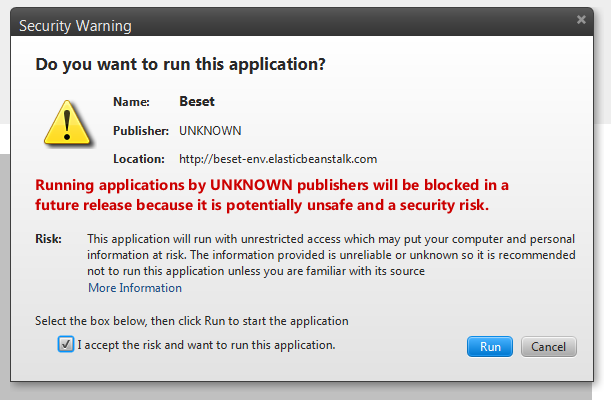 Security Warning
Do you want to run this application?
Name: Beset
Publisher: UNKNOWN
Location: http://beset-env.elasticbeanstalk.com
Running applications by UNKNOWN publishers will be blocked in a
future release because it is potentially unsafe and a security risk.
Risk: This application will run with unrestricted access which may put your computer and personal
information at risk. The information provided is unreliable or unknown so it is recommended
not to run this application unless you are familiar with its source
More Information
Select the box below, then click Run to start the application
I accept the risk and want to run this application. Run Cancel